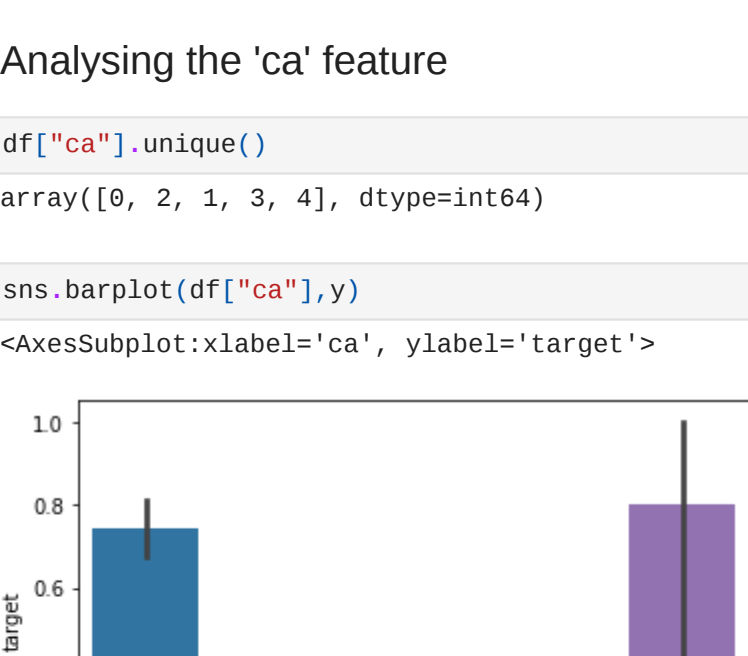 Analysing the 'ca' feature
df["ca"].unique()
array([0, 2, 1, 3, 4], dtype=int64)
sns.barplot(df["ca"],y)
<AxesSubplot:xlabel='ca', ylabel='target'>
1.0
0.8
0.6
target